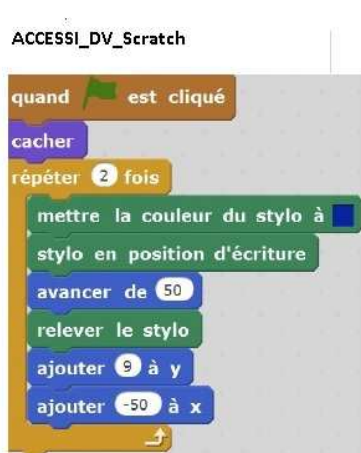 ACCESSI_DV_Scratch
quand est cliqué
cacher
répéter 2 fois
mettre la couleur du stylo à
stylo en position d'écriture
avancer de 50
relever le stylo
ajouter 9 à y
ajouter -50 à x